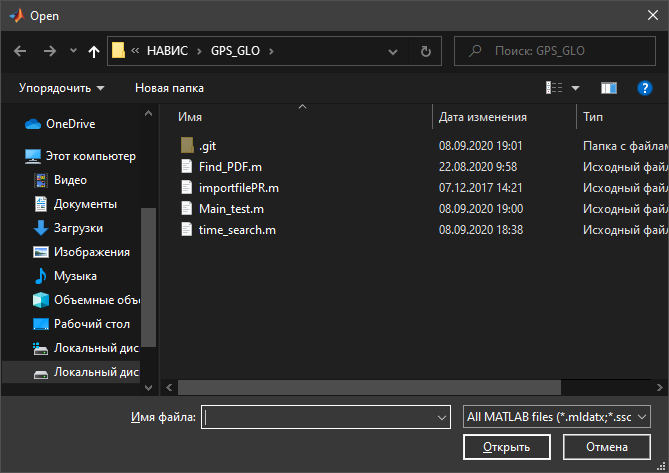 Open
« НАВИС > GPS_GLO >
Поиск: GPS_GLO
Упорядочить
Новая папка
Имя
Дата изменения
Тип
OneDrive
Этот компьютер
Видео
Документы
Загрузки
Изображения
Музыка
Объемные объ
Рабочий стол
Локальный дис
Локальный дис
.git 08.09.2020 19:01 Папка с файлам
Find_PDF.m 22.08.2020 9:58 Исходный файл
importfilePR.m 07.12.2017 14:21 Исходный файл
Main_test.m 08.09.2020 19:00 Исходный файл
time_search.m 08.09.2020 18:38 Исходный файл
Имя файла:
All MATLAB files (*.mldatx;*.ssc
Открыть
Отмена